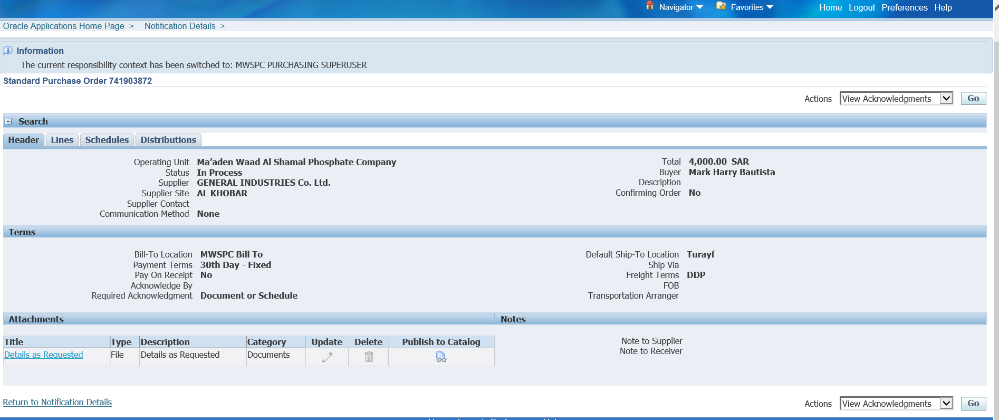 Navigator Favorites Home Logout Preferences Help
Oracle Applications Home Page > Notification Details >
Information
The current responsibility context has been switched to: MWSPC PURCHASING SUPERUSER
Standard Purchase Order 741903872
Actions View Acknowledgments Go
Search
Header Lines Schedules Distributions
Operating Unit Ma’aden Waad Al Shamal Phosphate Company
Status In Process
Supplier GENERAL INDUSTRIES Co. Ltd.
Supplier Site AL KHOBAR
Supplier Contact
Communication Method None
Total 4,000.00 SAR
Buyer Mark Harry Bautista
Description
Confirming Order No
Terms
Bill-To Location MWSPC Bill To
Payment Terms 30th Day - Fixed
Pay On Receipt No
Acknowledge By
Required Acknowledgment Document or Schedule
Default Ship-To Location Turayf
Ship Via
Freight Terms DDP
FOB
Transportation Arranger
Attachments
Title Type Description Category Update Delete Publish to Catalog
Details as Requested File Details as Requested Documents
Notes
Note to Supplier
Note to Receiver
Return to Notification Details
Actions View Acknowledgments Go